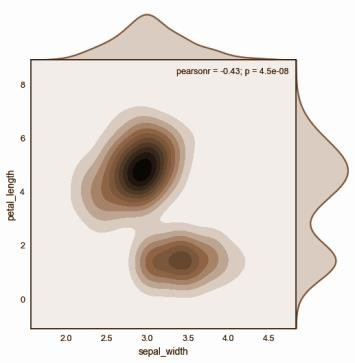 pearsonr = -0.43; p = 4.5e-08
8
6
4
2
0
petal_length
2.0 2.5 3.0 3.5 4.0 4.5
sepal_width